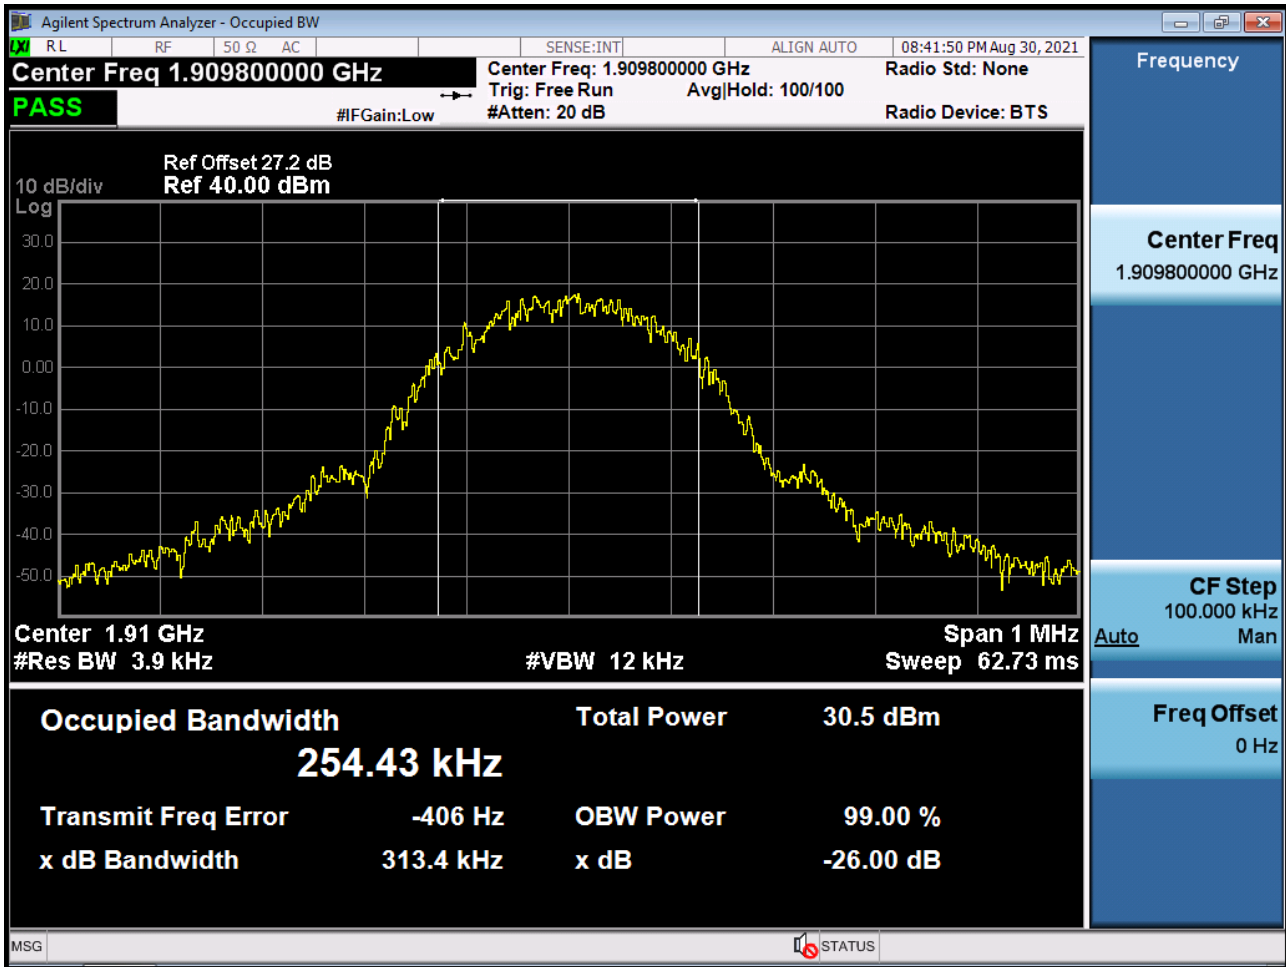 Agilent Spectrum Analyzer - Occupied BW
LXI RL RF 50 Ω AC SENSE:INT ALIGN AUTO 08:41:50 PM Aug 30, 2021
Center Freq 1.909800000 GHz
PASS
#IFGain:Low
Center Freq: 1.909800000 GHz
Trig: Free Run Avg|Hold: 100/100
#Atten: 20 dB
Radio Std: None
Radio Device: BTS
Ref Offset 27.2 dB
10 dB/div Ref 40.00 dBm
Log
30.0
20.0
10.0
0.00
-10.0
-20.0
-30.0
-40.0
-50.0
Center 1.91 GHz Span 1 MHz
#Res BW 3.9 kHz #VBW 12 kHz Sweep 62.73 ms
Occupied Bandwidth Total Power 30.5 dBm
254.43 kHz
Transmit Freq Error -406 Hz OBW Power 99.00 %
x dB Bandwidth 313.4 kHz x dB -26.00 dB
MSG STATUS
Frequency
Center Freq
1.909800000 GHz
CF Step
100.000 kHz
Auto Man
Freq Offset
0 Hz